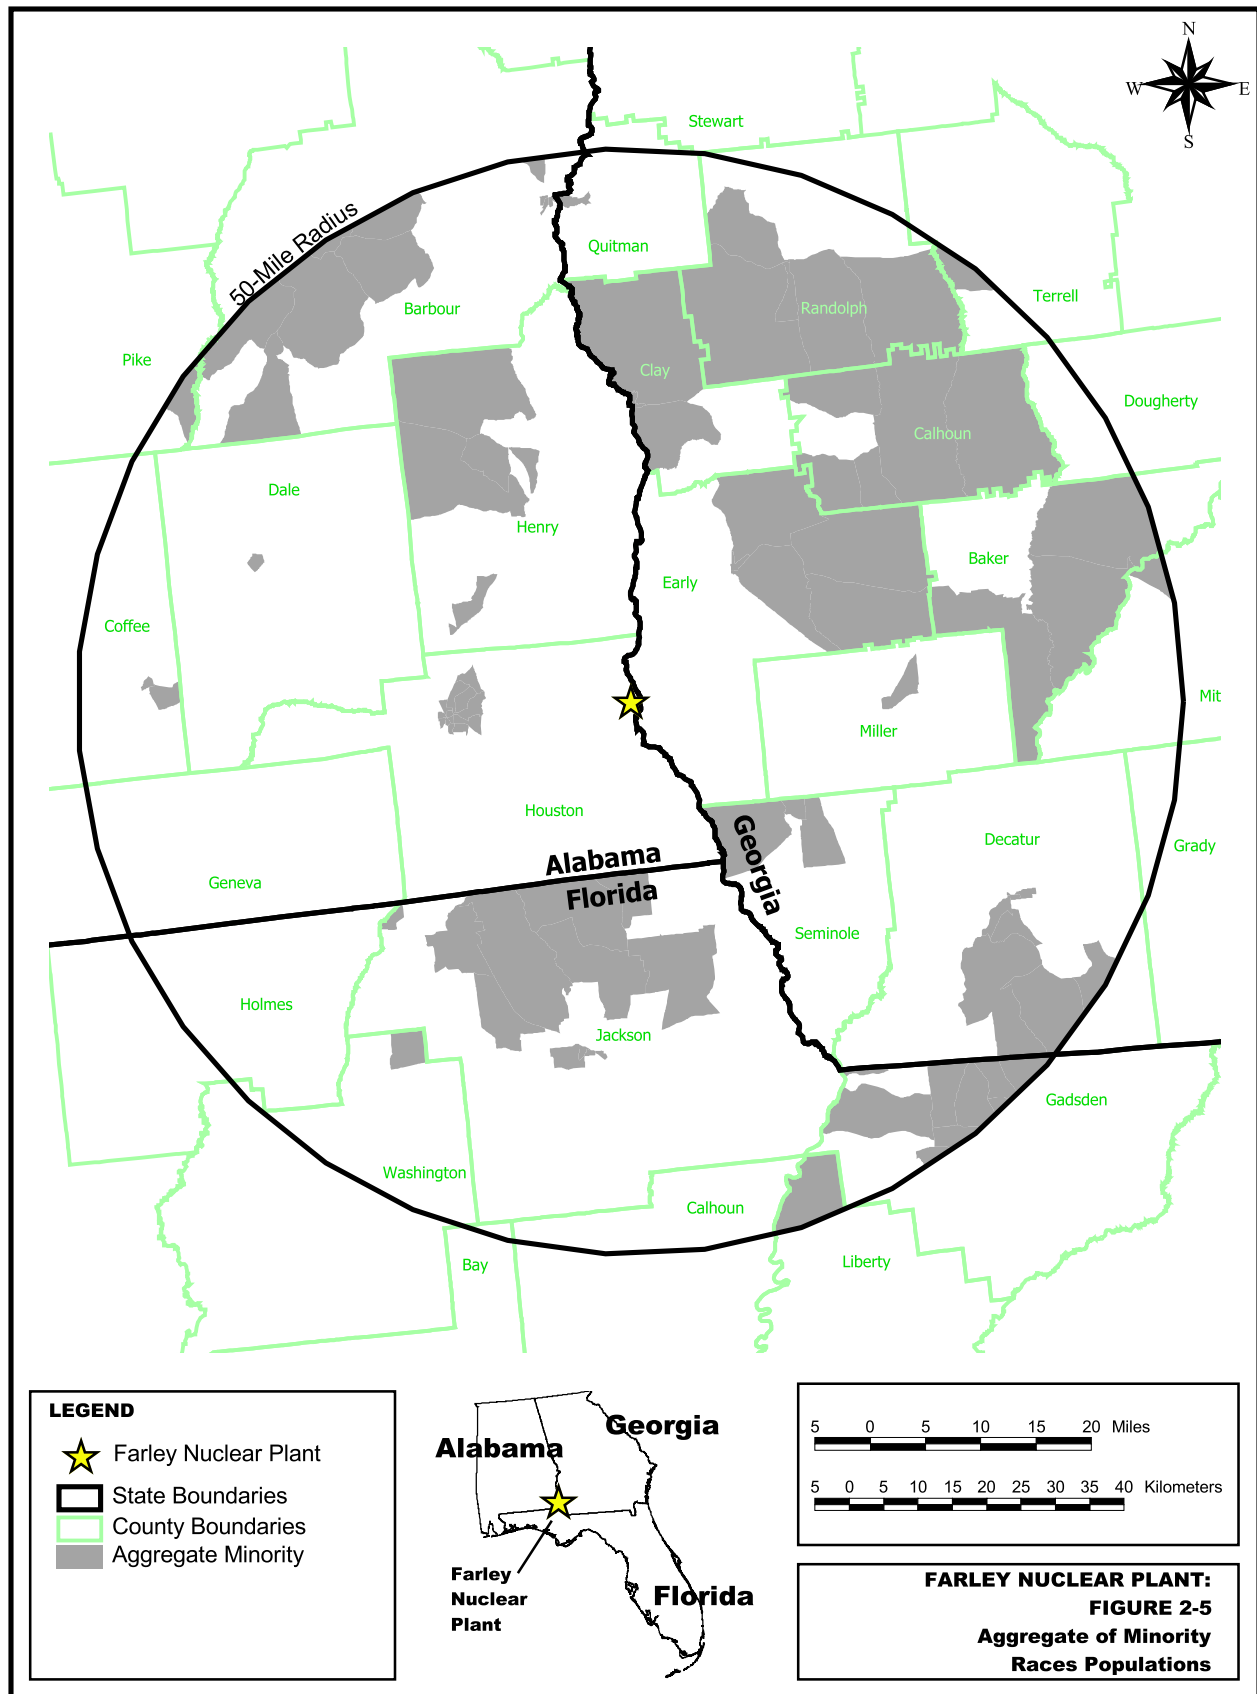 N
W E
S
Stewart
50-Mile Radius
Quitman
Terrell
Barbour
Randolph
Pike
Clay
Dougherty
Calhoun
Dale
Henry
Baker
Early
Coffee
Mit
Miller
Houston
Georgia
Decatur
Grady
Alabama
Geneva
Florida
Seminole
Holmes
Jackson
Gadsden
Washington
Calhoun
Bay
Liberty
LEGEND
Farley Nuclear Plant
State Boundaries
County Boundaries
Aggregate Minority
Georgia
Alabama
Farley
Nuclear
Plant
Florida
5 0 5 10 15 20 Miles
5 0 5 10 15 20 25 30 35 40 Kilometers
FARLEY NUCLEAR PLANT:
FIGURE 2-5
Aggregate of Minority
Races Populations